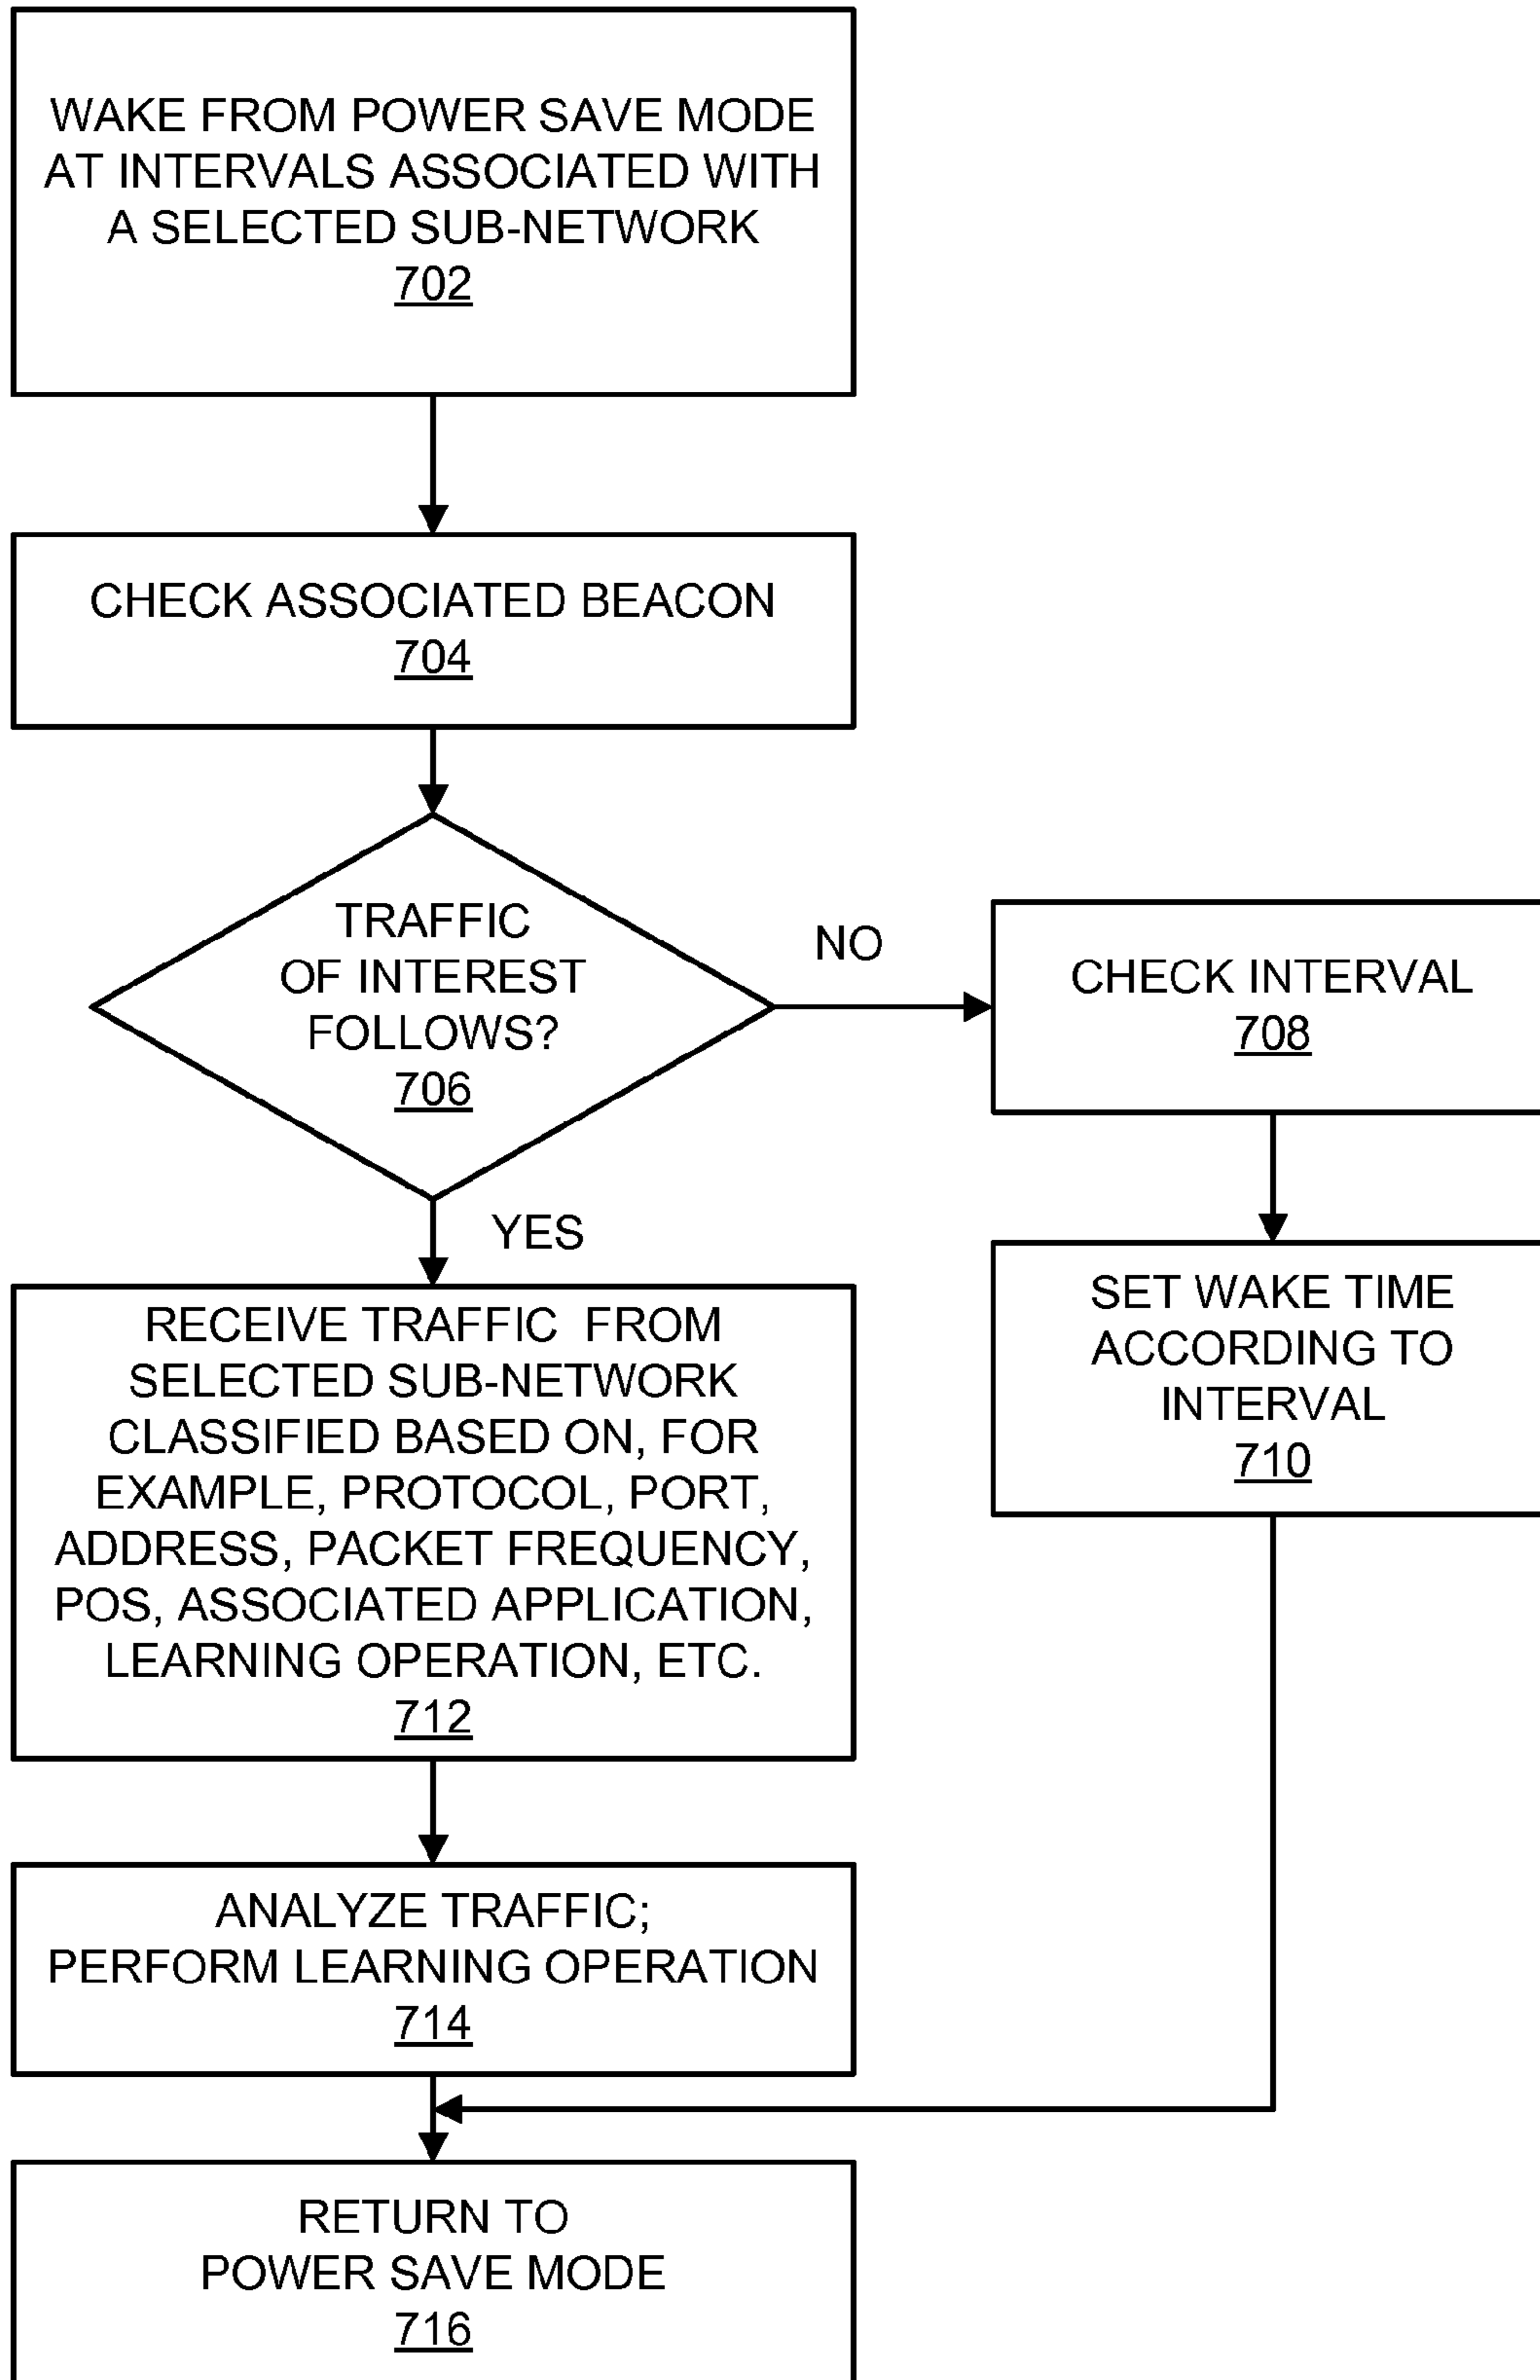 WAKE FROM POWER SAVE MODE
AT INTERVALS ASSOCIATED WITH
A SELECTED SUB-NETWORK
702
CHECK ASSOCIATED BEACON
704
TRAFFIC
OF INTEREST
FOLLOWS?
706
NO
CHECK INTERVAL
708
YES
SET WAKE TIME
ACCORDING TO
INTERVAL
710
RECEIVE TRAFFIC FROM
SELECTED SUB-NETWORK
CLASSIFIED BASED ON, FOR
EXAMPLE, PROTOCOL, PORT,
ADDRESS, PACKET FREQUENCY,
POS, ASSOCIATED APPLICATION,
LEARNING OPERATION, ETC.
712
ANALYZE TRAFFIC;
PERFORM LEARNING OPERATION
714
RETURN TO
POWER SAVE MODE
716